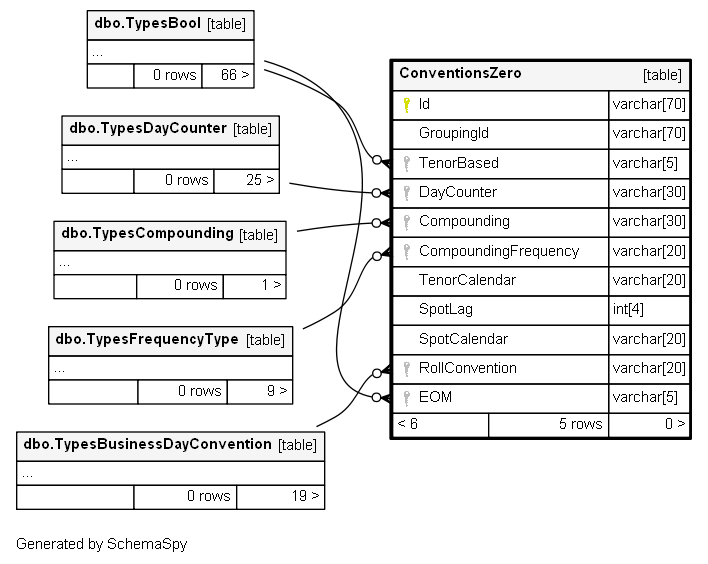 dbo.TypesBool [table]
...
0 rows 66 >
dbo.TypesDayCounter [table]
...
0 rows 25 >
dbo.TypesCompounding [table]
...
0 rows 1 >
dbo.TypesFrequencyType [table]
...
0 rows 9 >
dbo.TypesBusinessDayConvention [table]
...
0 rows 19 >
ConventionsZero [table]
Id varchar[70]
GroupingId varchar[70]
TenorBased varchar[5]
DayCounter varchar[30]
Compounding varchar[30]
CompoundingFrequency varchar[20]
TenorCalendar varchar[20]
SpotLag int[4]
SpotCalendar varchar[20]
RollConvention varchar[20]
EOM varchar[5]
< 6 5 rows 0 >
Generated by SchemaSpy